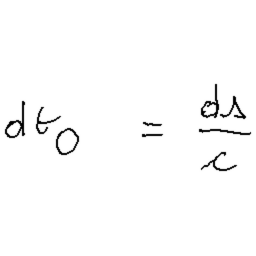 dt₀ = ds/c